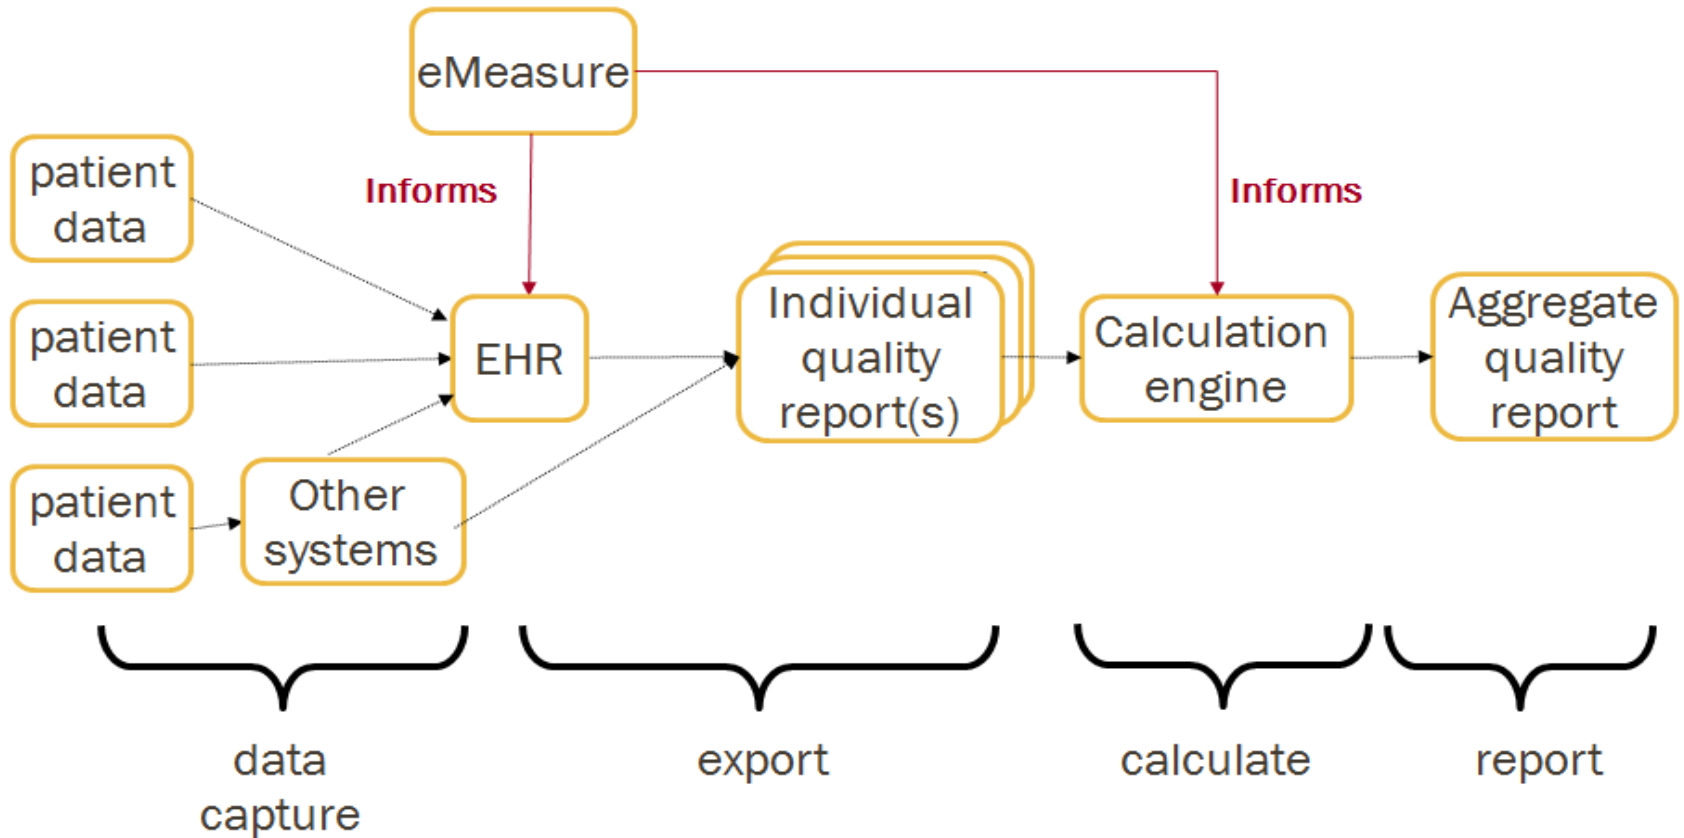 eMeasure
patient
data
Informs
Informs
patient
data
EHR
Individual
quality
report(s)
Calculation
engine
Aggregate
quality
report
patient
data
Other
systems
data
capture
export
calculate
report